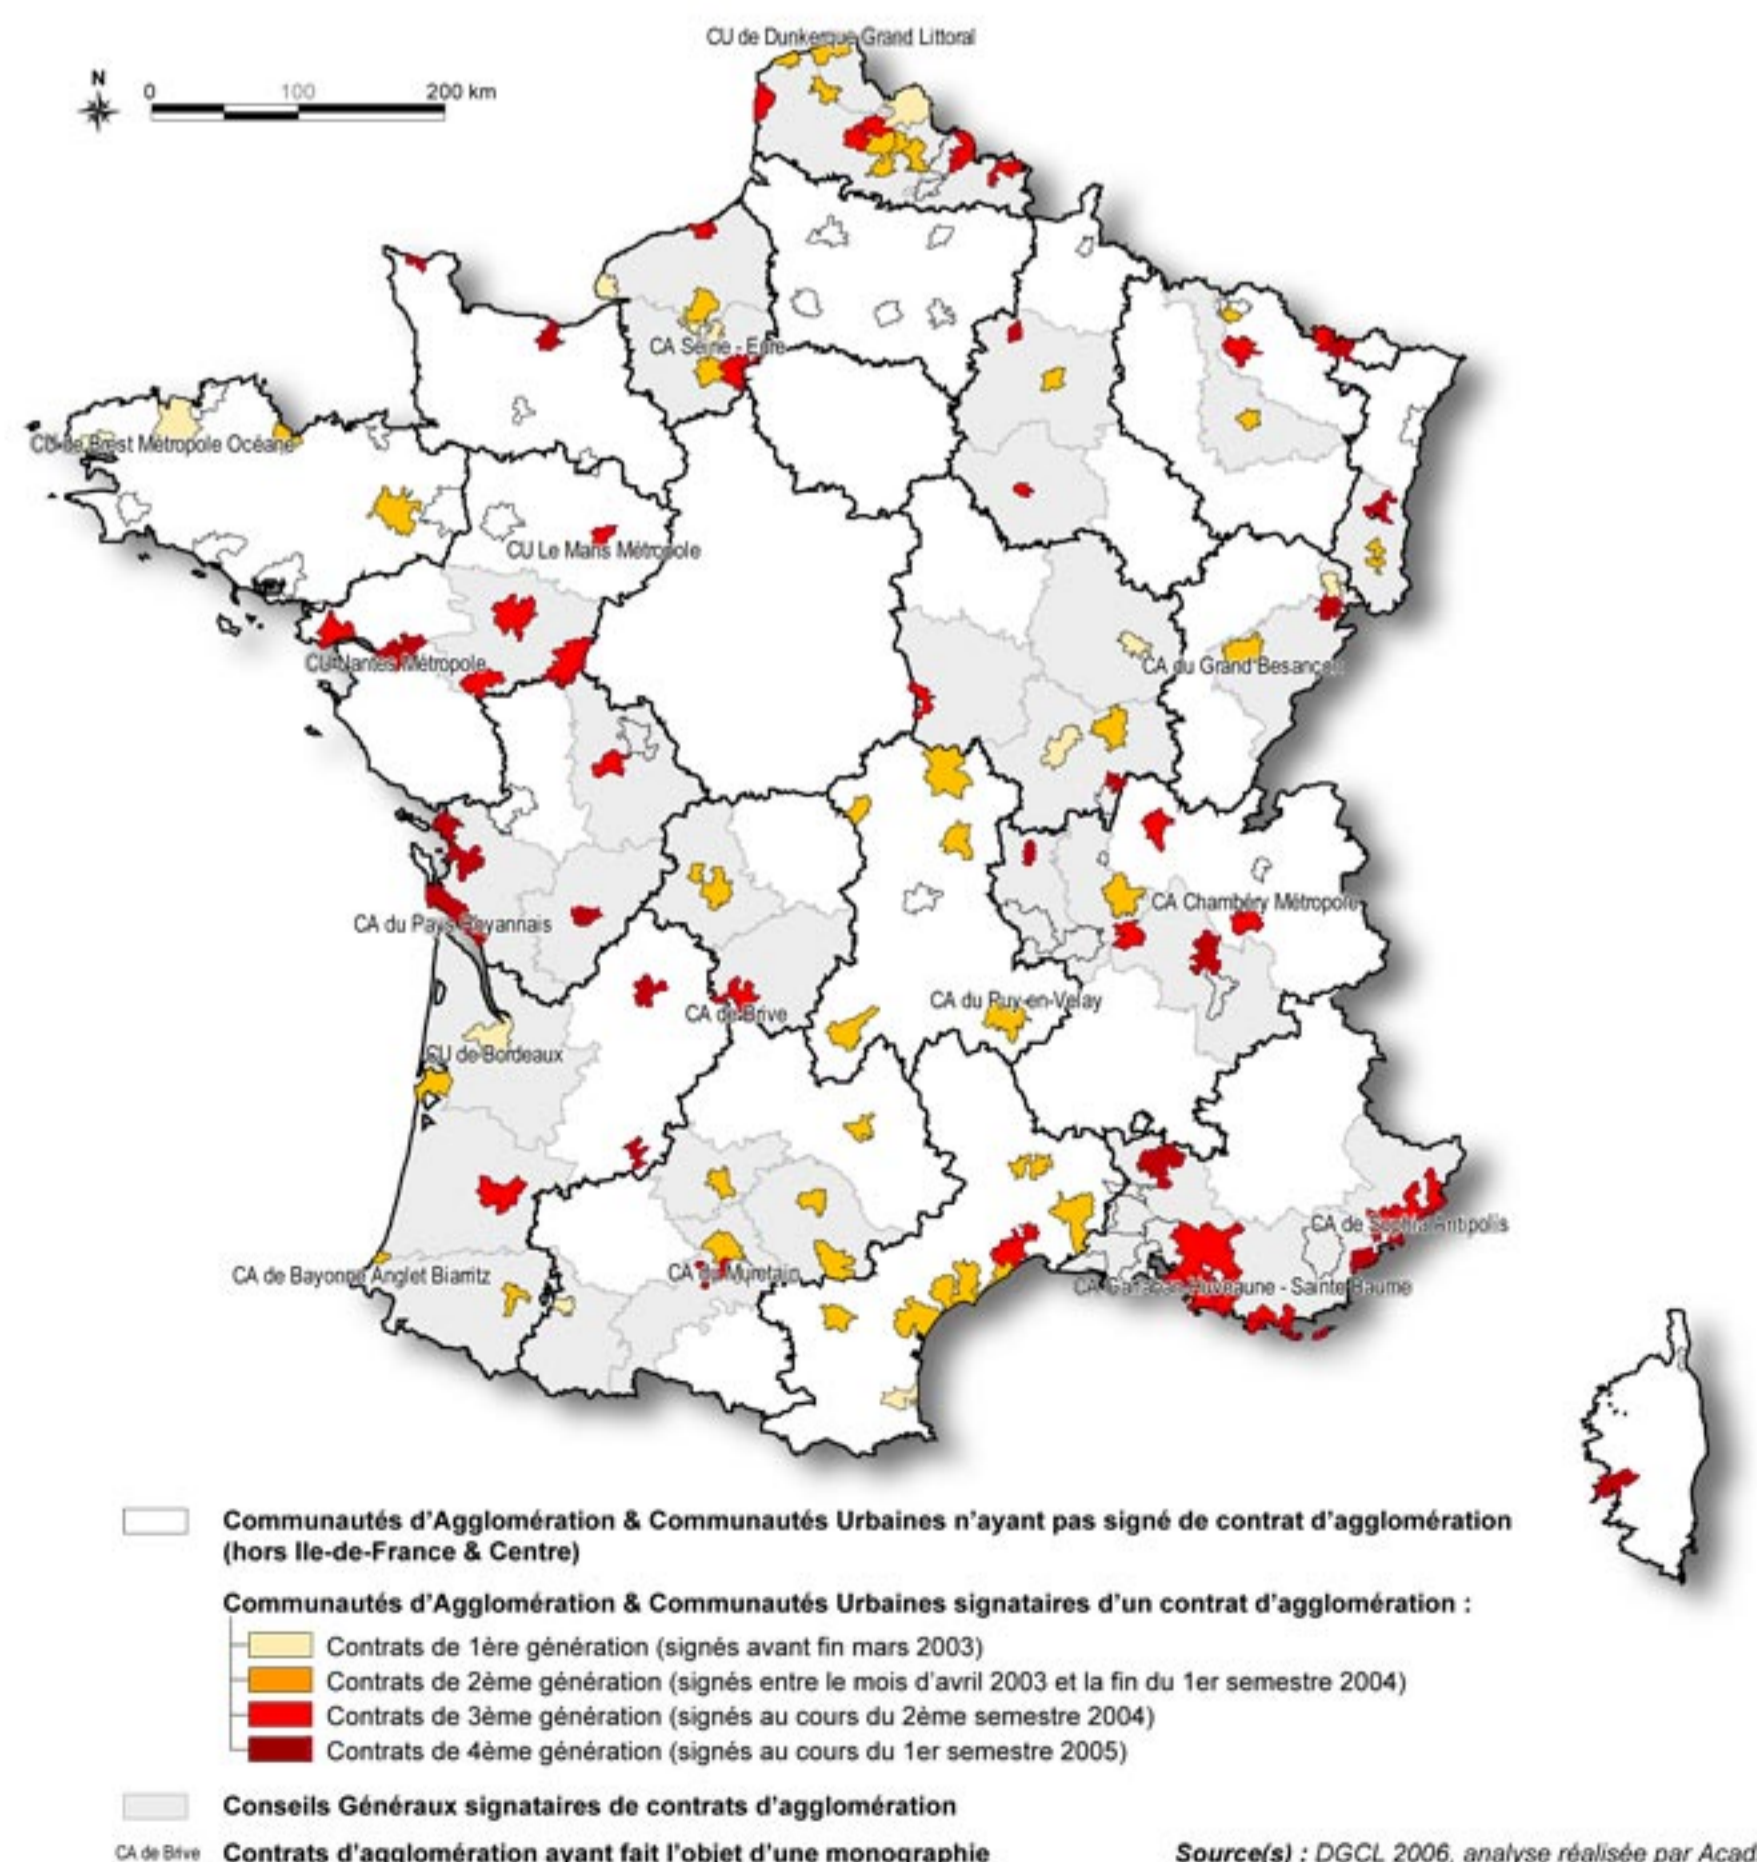 CU de Dunkerque Grand Littoral
N
0 100 200 km
CA Seine - Eure
CU de Brest Métropole Océane
CU Le Mans Métropole
CU Nantes Métropole
CA du Grand Besançon
CA Chambéry Métropole
CA du Pays Royannais
CA du Puy-en-Velay
CA de Brive
CU de Bordeaux
CA de Sophia Antipolis
CA de Bayonne Anglet Biarritz
CA du Muretain
CA Garlaban - Huveaune - Sainte Baume
Communautés d'Agglomération & Communautés Urbaines n'ayant pas signé de contrat d'agglomération
(hors Ile-de-France & Centre)
Communautés d'Agglomération & Communautés Urbaines signataires d'un contrat d'agglomération :
Contrats de 1ère génération (signés avant fin mars 2003)
Contrats de 2ème génération (signés entre le mois d'avril 2003 et la fin du 1er semestre 2004)
Contrats de 3ème génération (signés au cours du 2ème semestre 2004)
Contrats de 4ème génération (signés au cours du 1er semestre 2005)
Conseils Généraux signataires de contrats d'agglomération
CA de Brive Contrats d'agglomération ayant fait l'objet d'une monographie
Source(s) : DGCL 2006, analyse réalisée par Acad